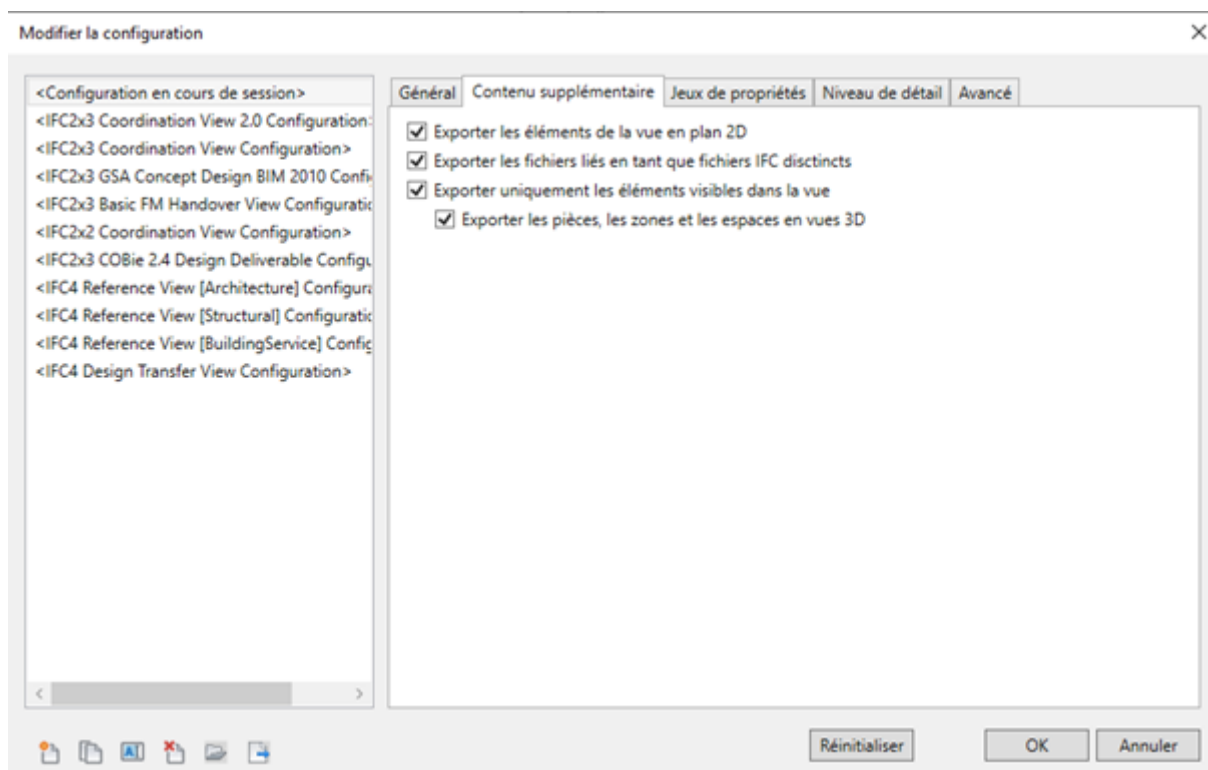 Modifier la configuration
<Configuration en cours de session>
<IFC2x3 Coordination View 2.0 Configuration>
<IFC2x3 Coordination View Configuration>
<IFC2x3 GSA Concept Design BIM 2010 Confi
<IFC2x3 Basic FM Handover View Configuratic
<IFC2x2 Coordination View Configuration>
<IFC2x3 COBie 2.4 Design Deliverable Configu
<IFC4 Reference View [Architecture] Configura
<IFC4 Reference View [Structural] Configuratic
<IFC4 Reference View [BuildingService] Config
<IFC4 Design Transfer View Configuration>
Général Contenu supplémentaire Jeux de propriétés Niveau de détail Avancé
Exporter les éléments de la vue en plan 2D
Exporter les fichiers liés en tant que fichiers IFC disctincts
Exporter uniquement les éléments visibles dans la vue
Exporter les pièces, les zones et les espaces en vues 3D
Réinitialiser OK Annuler